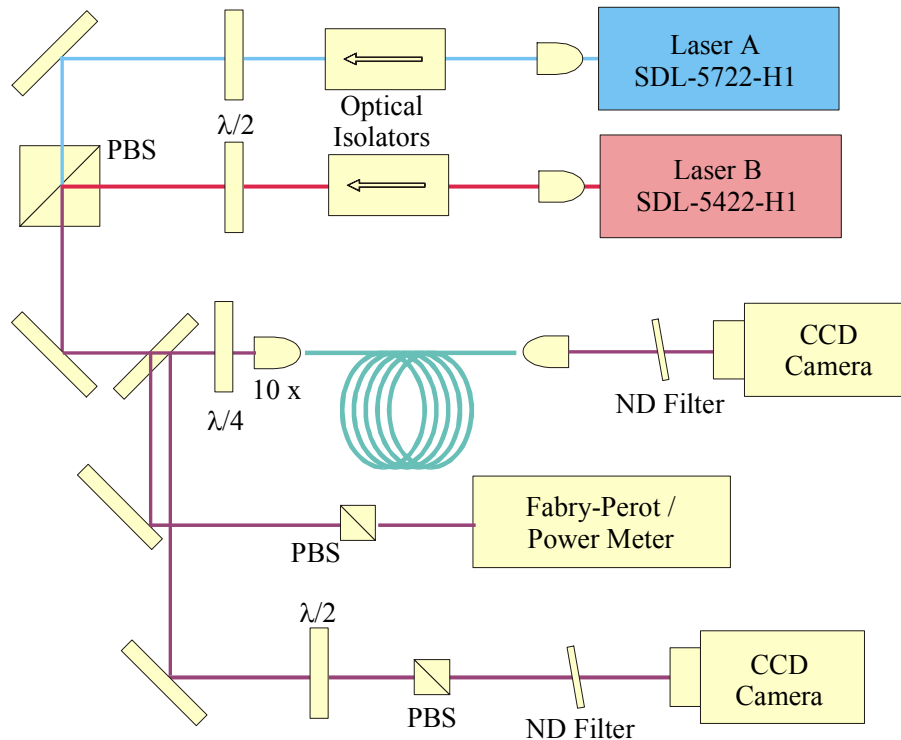 Laser A
SDL-5722-H1
Optical
Isolators
λ/2
PBS
Laser B
SDL-5422-H1
CCD
Camera
ND Filter
10 x
λ/4
Fabry-Perot /
Power Meter
PBS
λ/2
CCD
Camera
PBS
ND Filter